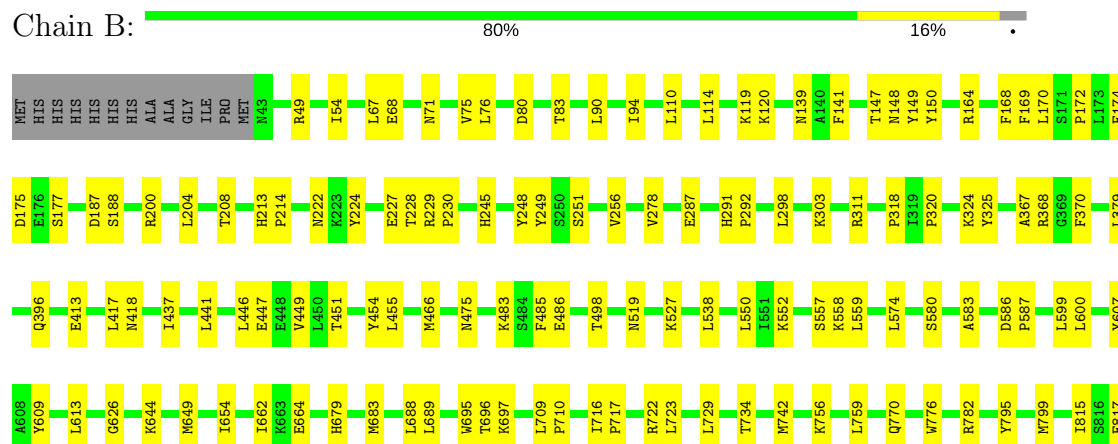 Chain B:
80% 16% •
MET HIS HIS HIS HIS HIS HIS ALA ALA GLY ILE PRO MET N43 R49 I54 L67 E68 N71 V75 L76 D80 T83 L90 I94 L110 L114 K119 K120 N139 A140 F141 T147 N148 Y149 Y150 R164 F168 F169 L170 S171 P172 L173
D175 E176 S177 D187 S188 R200 L204 T208 H213 P214 N222 K223 Y224 E227 T228 R229 P230 H245 Y248 Y249 S250 S251 V256 V278 E287 H291 P292 L298 K303 R311 P318 I319 P320 K324 Y325 A367 R368 G369 F370
Q396 E413 L417 N418 I437 L441 L446 E447 E448 V449 L450 T451 Y454 L455 M466 N475 K483 S484 F485 E486 T498 N519 K527 L538 L550 I551 K552 S557 K558 L559 L574 S580 A583 D586 P587 L599 L600 Y607
A608 Y609 L613 G626 K644 M649 I654 I662 K663 E664 H679 M683 L688 L689 W695 T696 K697 L709 P710 I716 P717 R722 L723 L729 T734 M742 K756 L759 Q770 W776 R782 Y795 M799 I815 S816